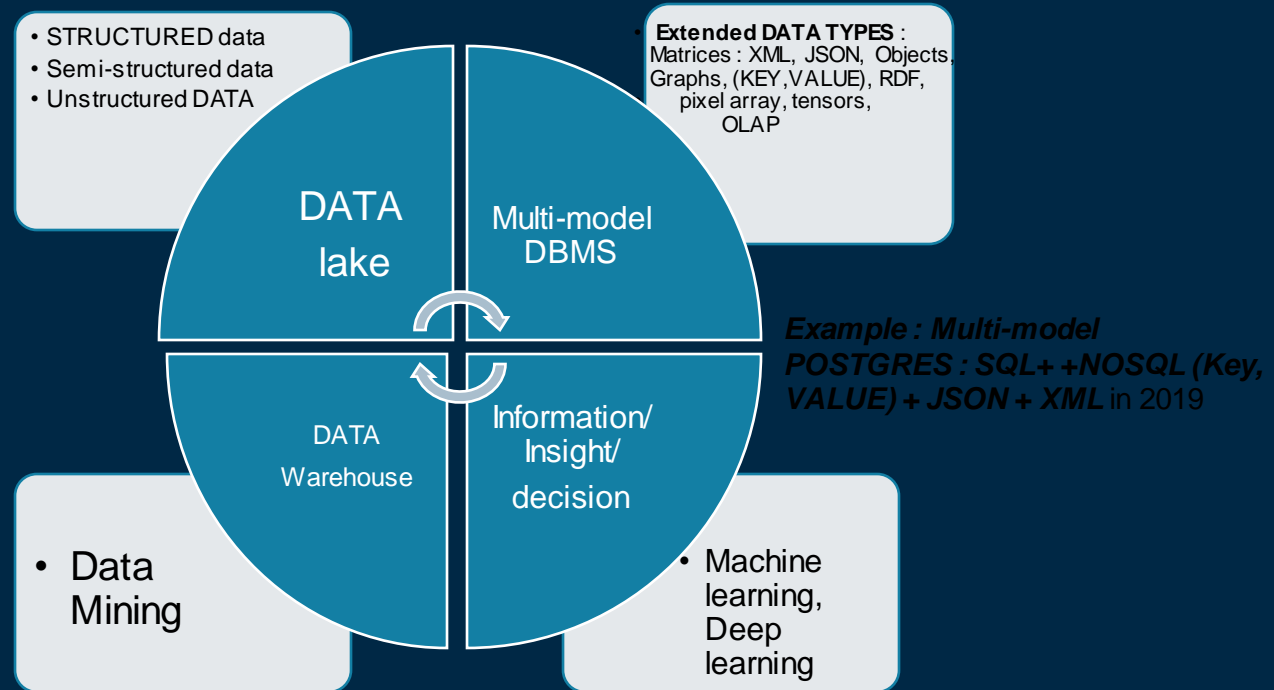 • STRUCTURED data
• Semi-structured data
• Unstructured DATA
• Extended DATA TYPES :
Matrices : XML, JSON, Objects,
Graphs, (KEY,VALUE), RDF,
pixel array, tensors,
OLAP
DATA
lake
Multi-model
DBMS
Example : Multi-model
POSTGRES : SQL+ +NOSQL (Key,
VALUE) + JSON + XML in 2019
DATA
Warehouse
Information/
Insight/
decision
• Data
Mining
• Machine
learning,
Deep
learning